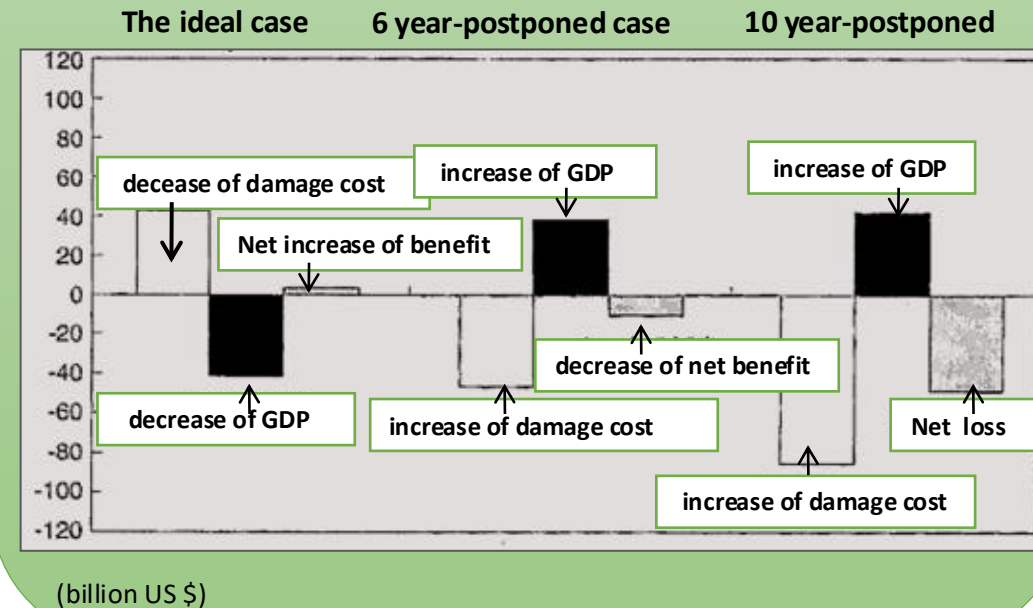 The ideal case
6 year-postponed case
10 year-postponed
120
100
80
60
40
20
0
-20
-40
-60
-80
-100
-120
decease of damage cost
increase of GDP
increase of GDP
Net increase of benefit
decrease of net benefit
decrease of GDP
increase of damage cost
Net loss
increase of damage cost
(billion US $)